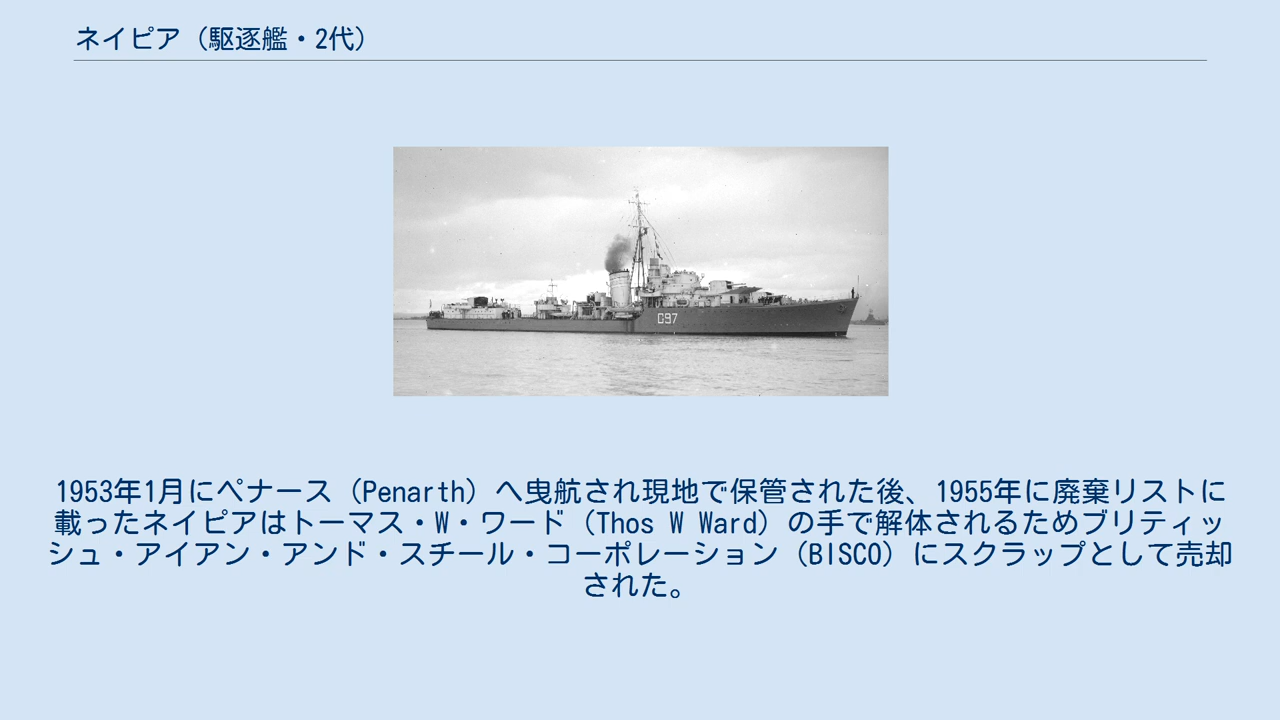 ネイピア（駆逐艦・2代）
G97
1953年1月にペナース（Penarth）へ曳航され現地で保管された後、1955年に廃棄リストに
載ったネイピアはトーマス・W・ワード（Thos W Ward）の手で解体されるためブリティッ
シュ・アイアン・アンド・スチール・コーポレーション（BISCO）にスクラップとして売却
された。